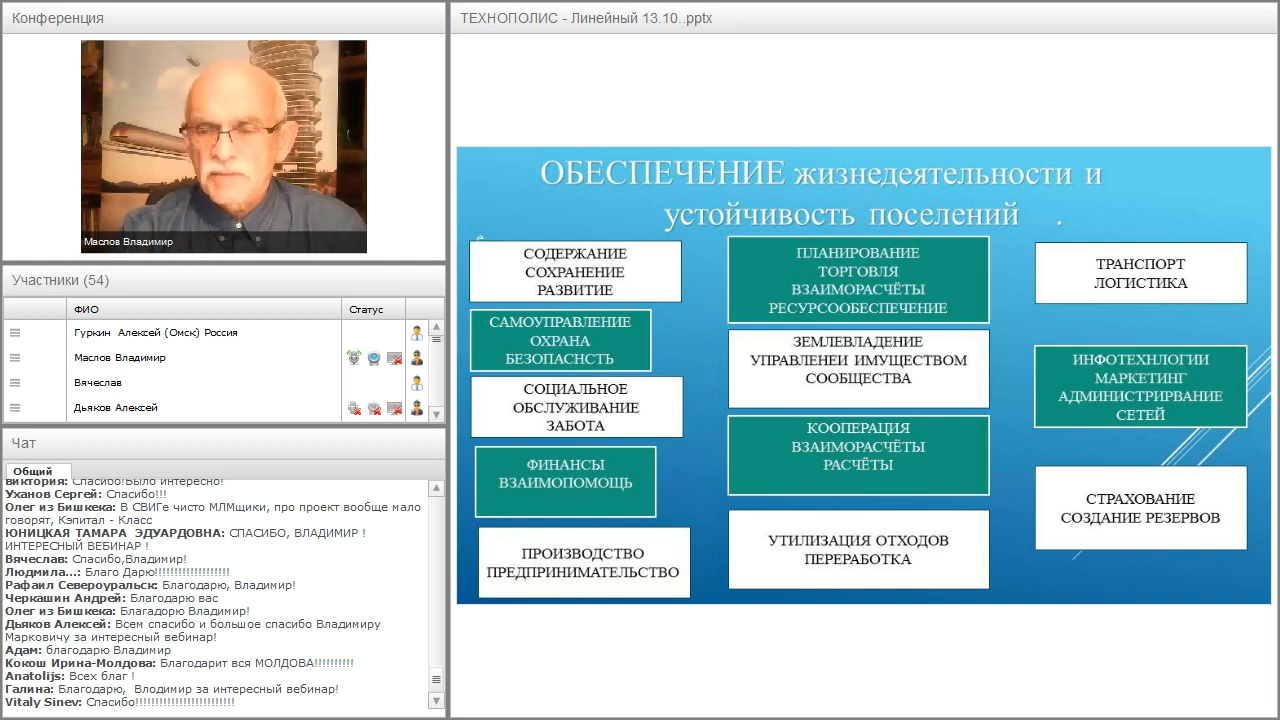 Конференция
Маслов Владимир
Участники (54)
ФИО
Статус
Гуркин Алексей (Омск) Россия
Маслов Владимир
Вячеслав
Дьяков Алексей
Чат
Общий
виктория: Спасибо!Было интересно!
Уханов Сергей: Спасибо!!!
Олег из Бишкека: В СВИГе чисто МЛМщики, про проект вообще мало
говорят, Кэпитал - Класс
ЮНИЦКАЯ ТАМАРА ЭДУАРДОВНА: СПАСИБО, ВЛАДИМИР !
ИНТЕРЕСНЫЙ ВЕБИНАР !
Вячеслав: Спасибо,Владимир!
Людмила...: Благо Дарю!!!!!!!!!!!!!!!!!!!
Рафаил Североуральск: Благодарю, Владимир!
Черкашин Андрей: Благодарю вас
Олег из Бишкека: Благадорю Владимир!
Дьяков Алексей: Всем спасибо и большое спасибо Владимиру
Марковичу за интересный вебинар!
Адам: благодарю Владимир
Кокош Ирина-Молдова: Благодарит вся МОЛДОВА!!!!!!!!!!
Anatolijs: Всех благ !
Галина: Благодарю, Влодимир за интересный вебинар!
Vitaly Sinev: Спасибо!!!!!!!!!!!!!!!!!!!!!!!!!
ТЕХНОПОЛИС - Линейный 13.10..pptx
ОБЕСПЕЧЕНИЕ жизнедеятельности и
устойчивость поселений .
СОДЕРЖАНИЕ
СОХРАНЕНИЕ
РАЗВИТИЕ
САМОУПРАВЛЕНИЕ
ОХРАНА
БЕЗОПАСНСТЬ
СОЦИАЛЬНОЕ
ОБСЛУЖИВАНИЕ
ЗАБОТА
ФИНАНСЫ
ВЗАИМОПОМОЩЬ
ПРОИЗВОДСТВО
ПРЕДПРИНИМАТЕЛЬСТВО
ПЛАНИРОВАНИЕ
ТОРГОВЛЯ
ВЗАИМОРАСЧЁТЫ
РЕСУРСООБЕСПЕЧЕНИЕ
ЗЕМЛЕВЛАДЕНИЕ
УПРАВЛЕНЕИ ИМУЩЕСТВОМ
СООБЩЕСТВА
КООПЕРАЦИЯ
ВЗАИМОРАСЧЁТЫ
РАСЧЁТЫ
УТИЛИЗАЦИЯ ОТХОДОВ
ПЕРЕРАБОТКА
ТРАНСПОРТ
ЛОГИСТИКА
ИНФОТЕХНЛОГИИ
МАРКЕТИНГ
АДМИНИСТРИРВАНИЕ
СЕТЕЙ
СТРАХОВАНИЕ
СОЗДАНИЕ РЕЗЕРВОВ